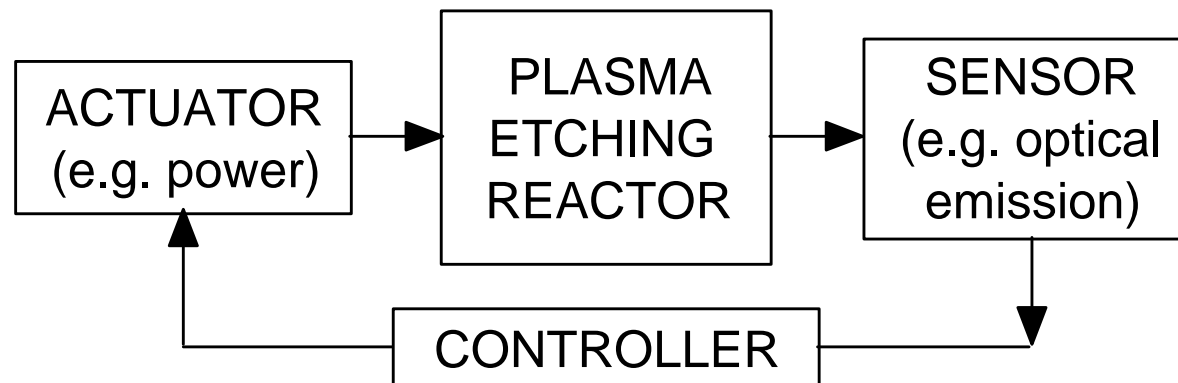 ACTUATOR
(e.g. power)
PLASMA
ETCHING
REACTOR
SENSOR
(e.g. optical
emission)
CONTROLLER